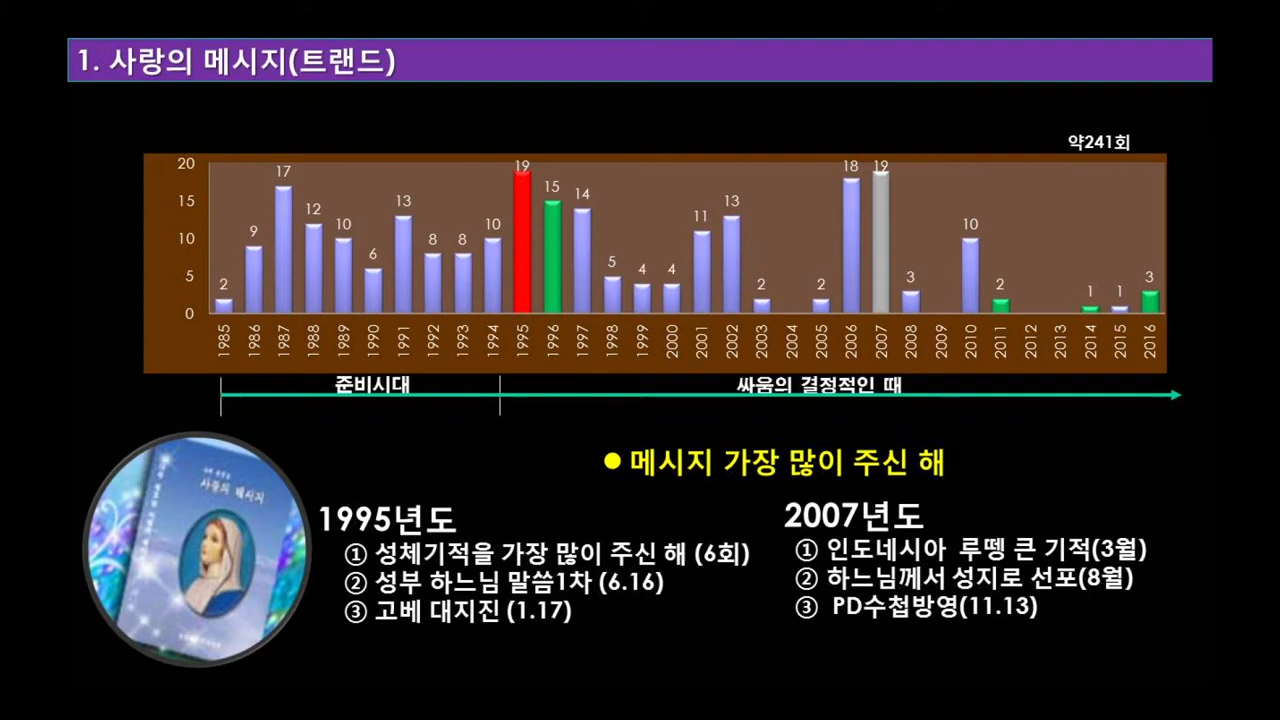 1. 사랑의 메시지(트랜드)
약241회
20
15
10
5
0
2 9 17 12 10 6 13 8 8 10 19 15 14 5 4 4 11 13 2 2 18 19 3 10 2 1 1 3
1985 1986 1987 1988 1989 1990 1991 1992 1993 1994 1995 1996 1997 1998 1999 2000 2001 2002 2003 2004 2005 2006 2007 2008 2009 2010 2011 2012 2013 2014 2015 2016
준비시대 싸움의 결정적인 때
● 메시지 가장 많이 주신 해
1995년도
① 성체기적을 가장 많이 주신 해 (6회)
② 성부 하느님 말씀1차 (6.16)
③ 고베 대지진 (1.17)
2007년도
① 인도네시아 루뗑 큰 기적(3월)
② 하느님께서 성지로 선포(8월)
③ PD수첩방영(11.13)
사랑의 메시지